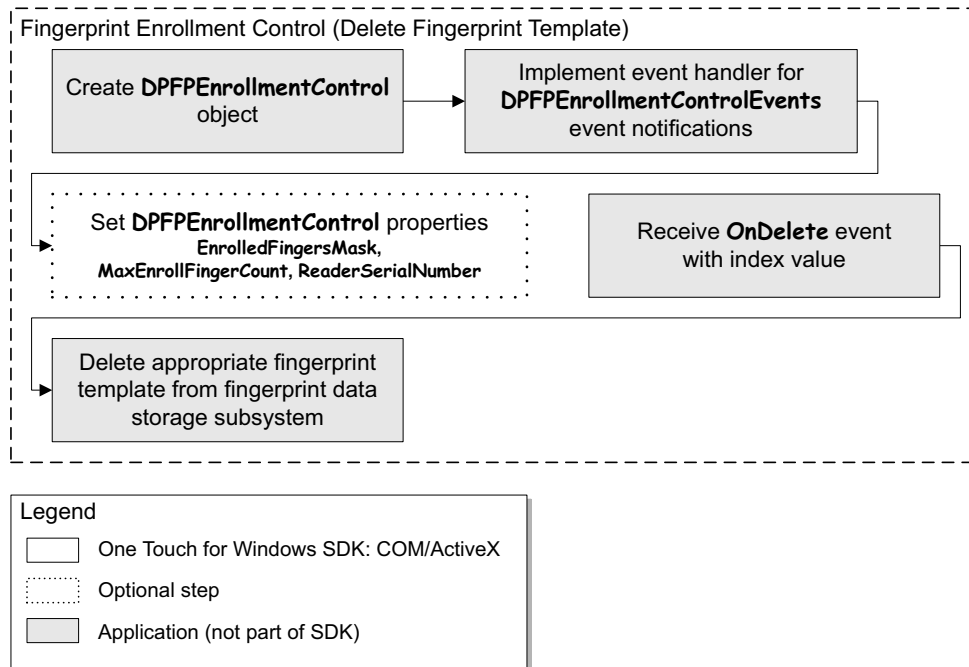 Fingerprint Enrollment Control (Delete Fingerprint Template)
Create DPFPEnrollmentControl
object
Implement event handler for
DPFPEnrollmentControlEvents
event notifications
Set DPFPEnrollmentControl properties
EnrolledFingersMask,
MaxEnrollFingerCount, ReaderSerialNumber
Receive OnDelete event
with index value
Delete appropriate fingerprint
template from fingerprint data
storage subsystem
Legend
One Touch for Windows SDK: COM/ActiveX
Optional step
Application (not part of SDK)